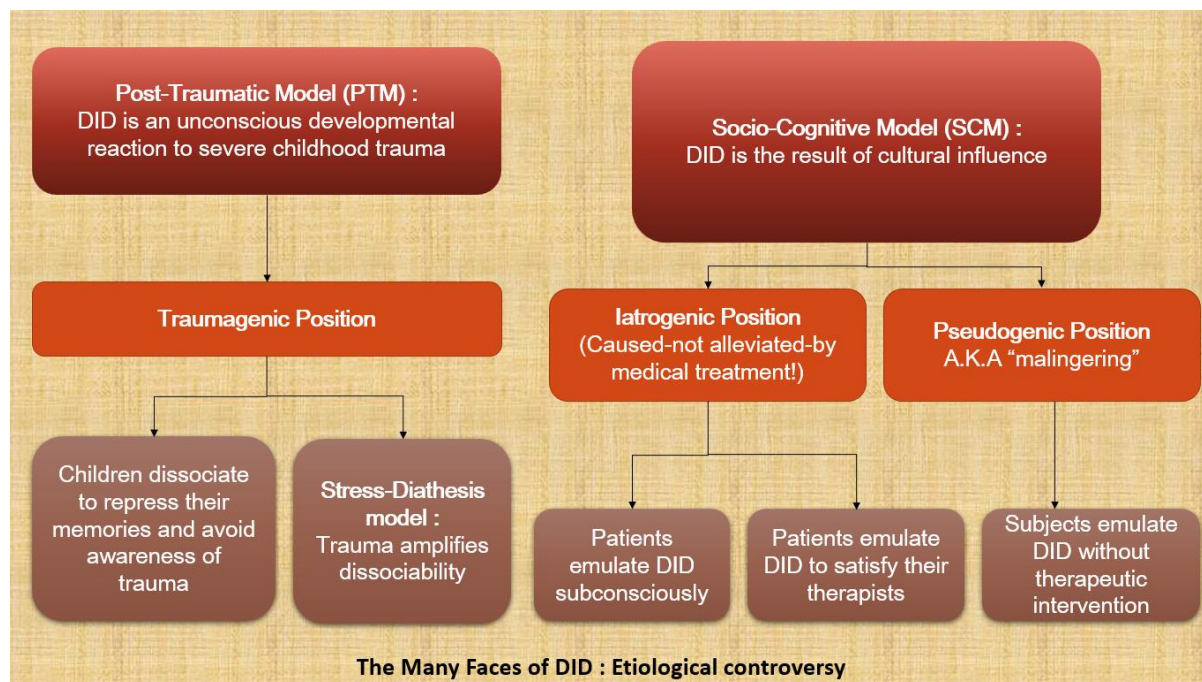 Post-Traumatic Model (PTM) :
DID is an unconscious developmental
reaction to severe childhood trauma
Socio-Cognitive Model (SCM) :
DID is the result of cultural influence
Traumagenic Position
Iatrogenic Position
(Caused-not alleviated-by
medical treatment!)
Pseudogenic Position
A.K.A “malingering”
Children dissociate
to repress their
memories and avoid
awareness of
trauma
Stress-Diathesis
model :
Trauma amplifies
dissociability
Patients
emulate DID
subconsciously
Patients emulate
DID to satisfy their
therapists
Subjects emulate
DID without
therapeutic
intervention
The Many Faces of DID : Etiological controversy